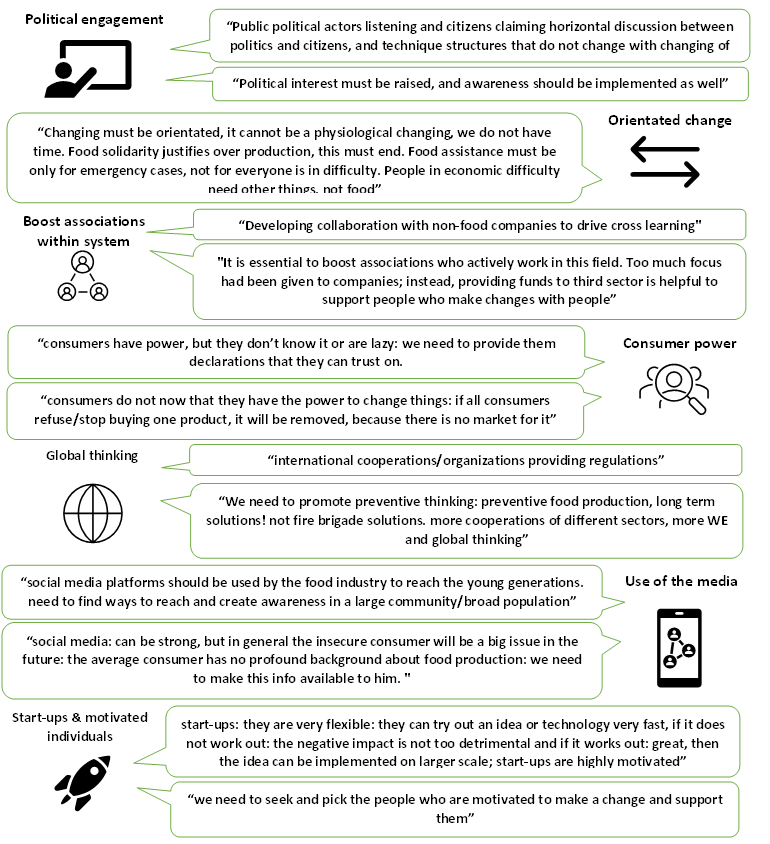 Political engagement
“Public political actors listening and citizens claiming horizontal discussion between
politics and citizens, and technique structures that do not change with changing of
“Political interest must be raised, and awareness should be implemented as well”
Orientated change
“Changing must be orientated, it cannot be a physiological changing, we do not have
time. Food solidarity justifies over production, this must end. Food assistance must be
only for emergency cases, not for everyone is in difficulty. People in economic difficulty
need other things, not food”
Boost associations
within system
“Developing collaboration with non-food companies to drive cross learning"
"It is essential to boost associations who actively work in this field. Too much focus
had been given to companies; instead, providing funds to third sector is helpful to
support people who make changes with people”
Consumer power
“consumers have power, but they don’t know it or are lazy: we need to provide them
declarations that they can trust on.
“consumers do not now that they have the power to change things: if all consumers
refuse/stop buying one product, it will be removed, because there is no market for it”
Global thinking
“international cooperations/organizations providing regulations”
“We need to promote preventive thinking: preventive food production, long term
solutions! not fire brigade solutions. more cooperations of different sectors, more WE
and global thinking”
Use of the media
“social media platforms should be used by the food industry to reach the young generations.
need to find ways to reach and create awareness in a large community/broad population”
“social media: can be strong, but in general the insecure consumer will be a big issue in the
future: the average consumer has no profound background about food production: we need
to make this info available to him. "
Start-ups & motivated
individuals
start-ups: they are very flexible: they can try out an idea or technology very fast, if it does
not work out: the negative impact is not too detrimental and if it works out: great, then
the idea can be implemented on larger scale; start-ups are highly motivated”
“we need to seek and pick the people who are motivated to make a change and support
them”